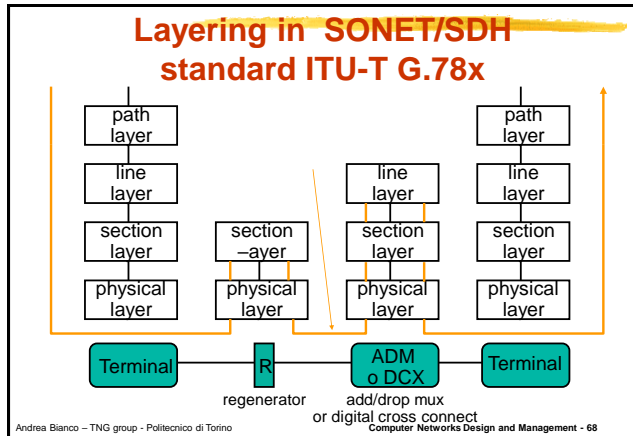 Layering in SONET/SDH
standard ITU-T G.78x
path
layer
line
layer
section
layer
physical
layer
section
–ayer
physical
layer
line
layer
section
layer
physical
layer
path
layer
line
layer
section
layer
physical
layer
Terminal
R
ADM
o DCX
Terminal
regenerator
add/drop mux
or digital cross connect
Andrea Bianco – TNG group - Politecnico di Torino
Computer Networks Design and Management - 68